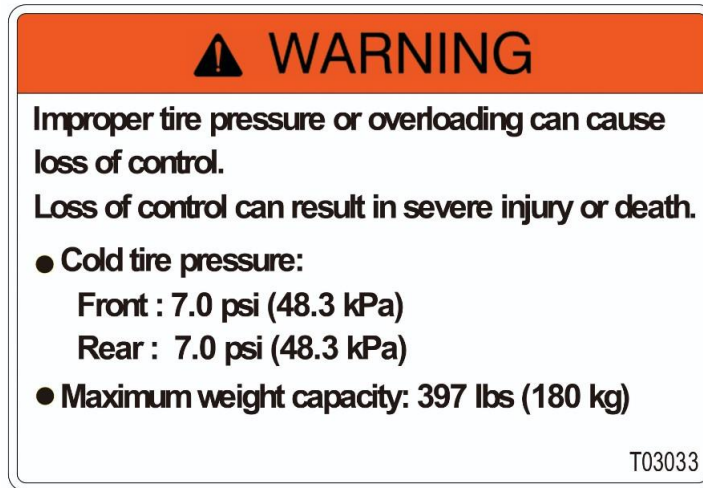 WARNING
Improper tire pressure or overloading can cause
loss of control.
Loss of control can result in severe injury or death.
● Cold tire pressure:
Front : 7.0 psi (48.3 kPa)
Rear : 7.0 psi (48.3 kPa)
● Maximum weight capacity: 397 lbs (180 kg)
T03033